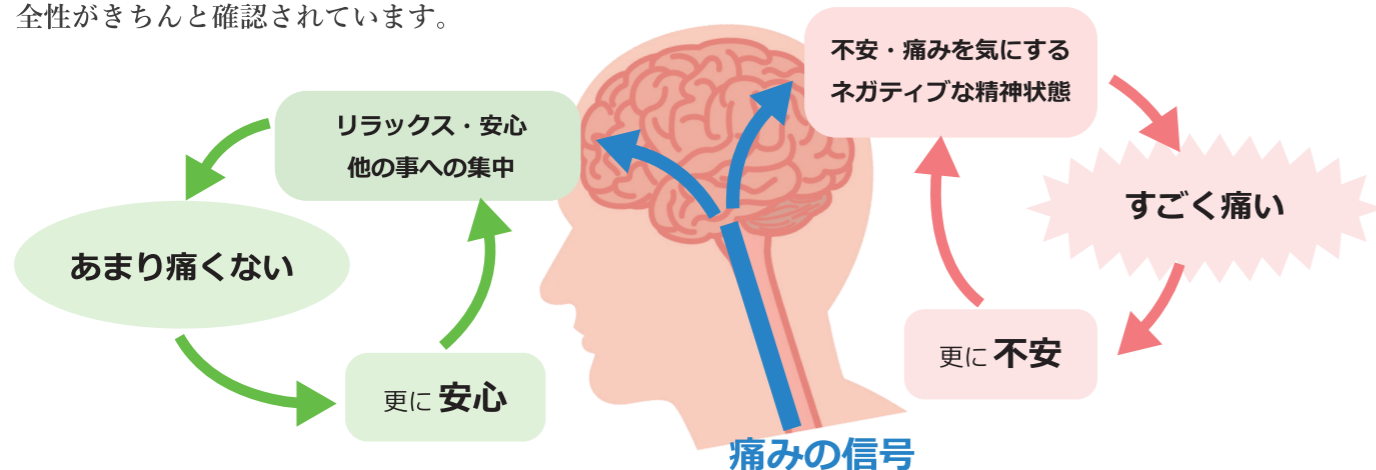 全性がきちんと確認されています。
不安・痛みを気にする
ネガティブな精神状態
リラックス・安心
他の事への集中
すごく痛い
あまり痛くない
更に不安
更に安心
痛みの信号